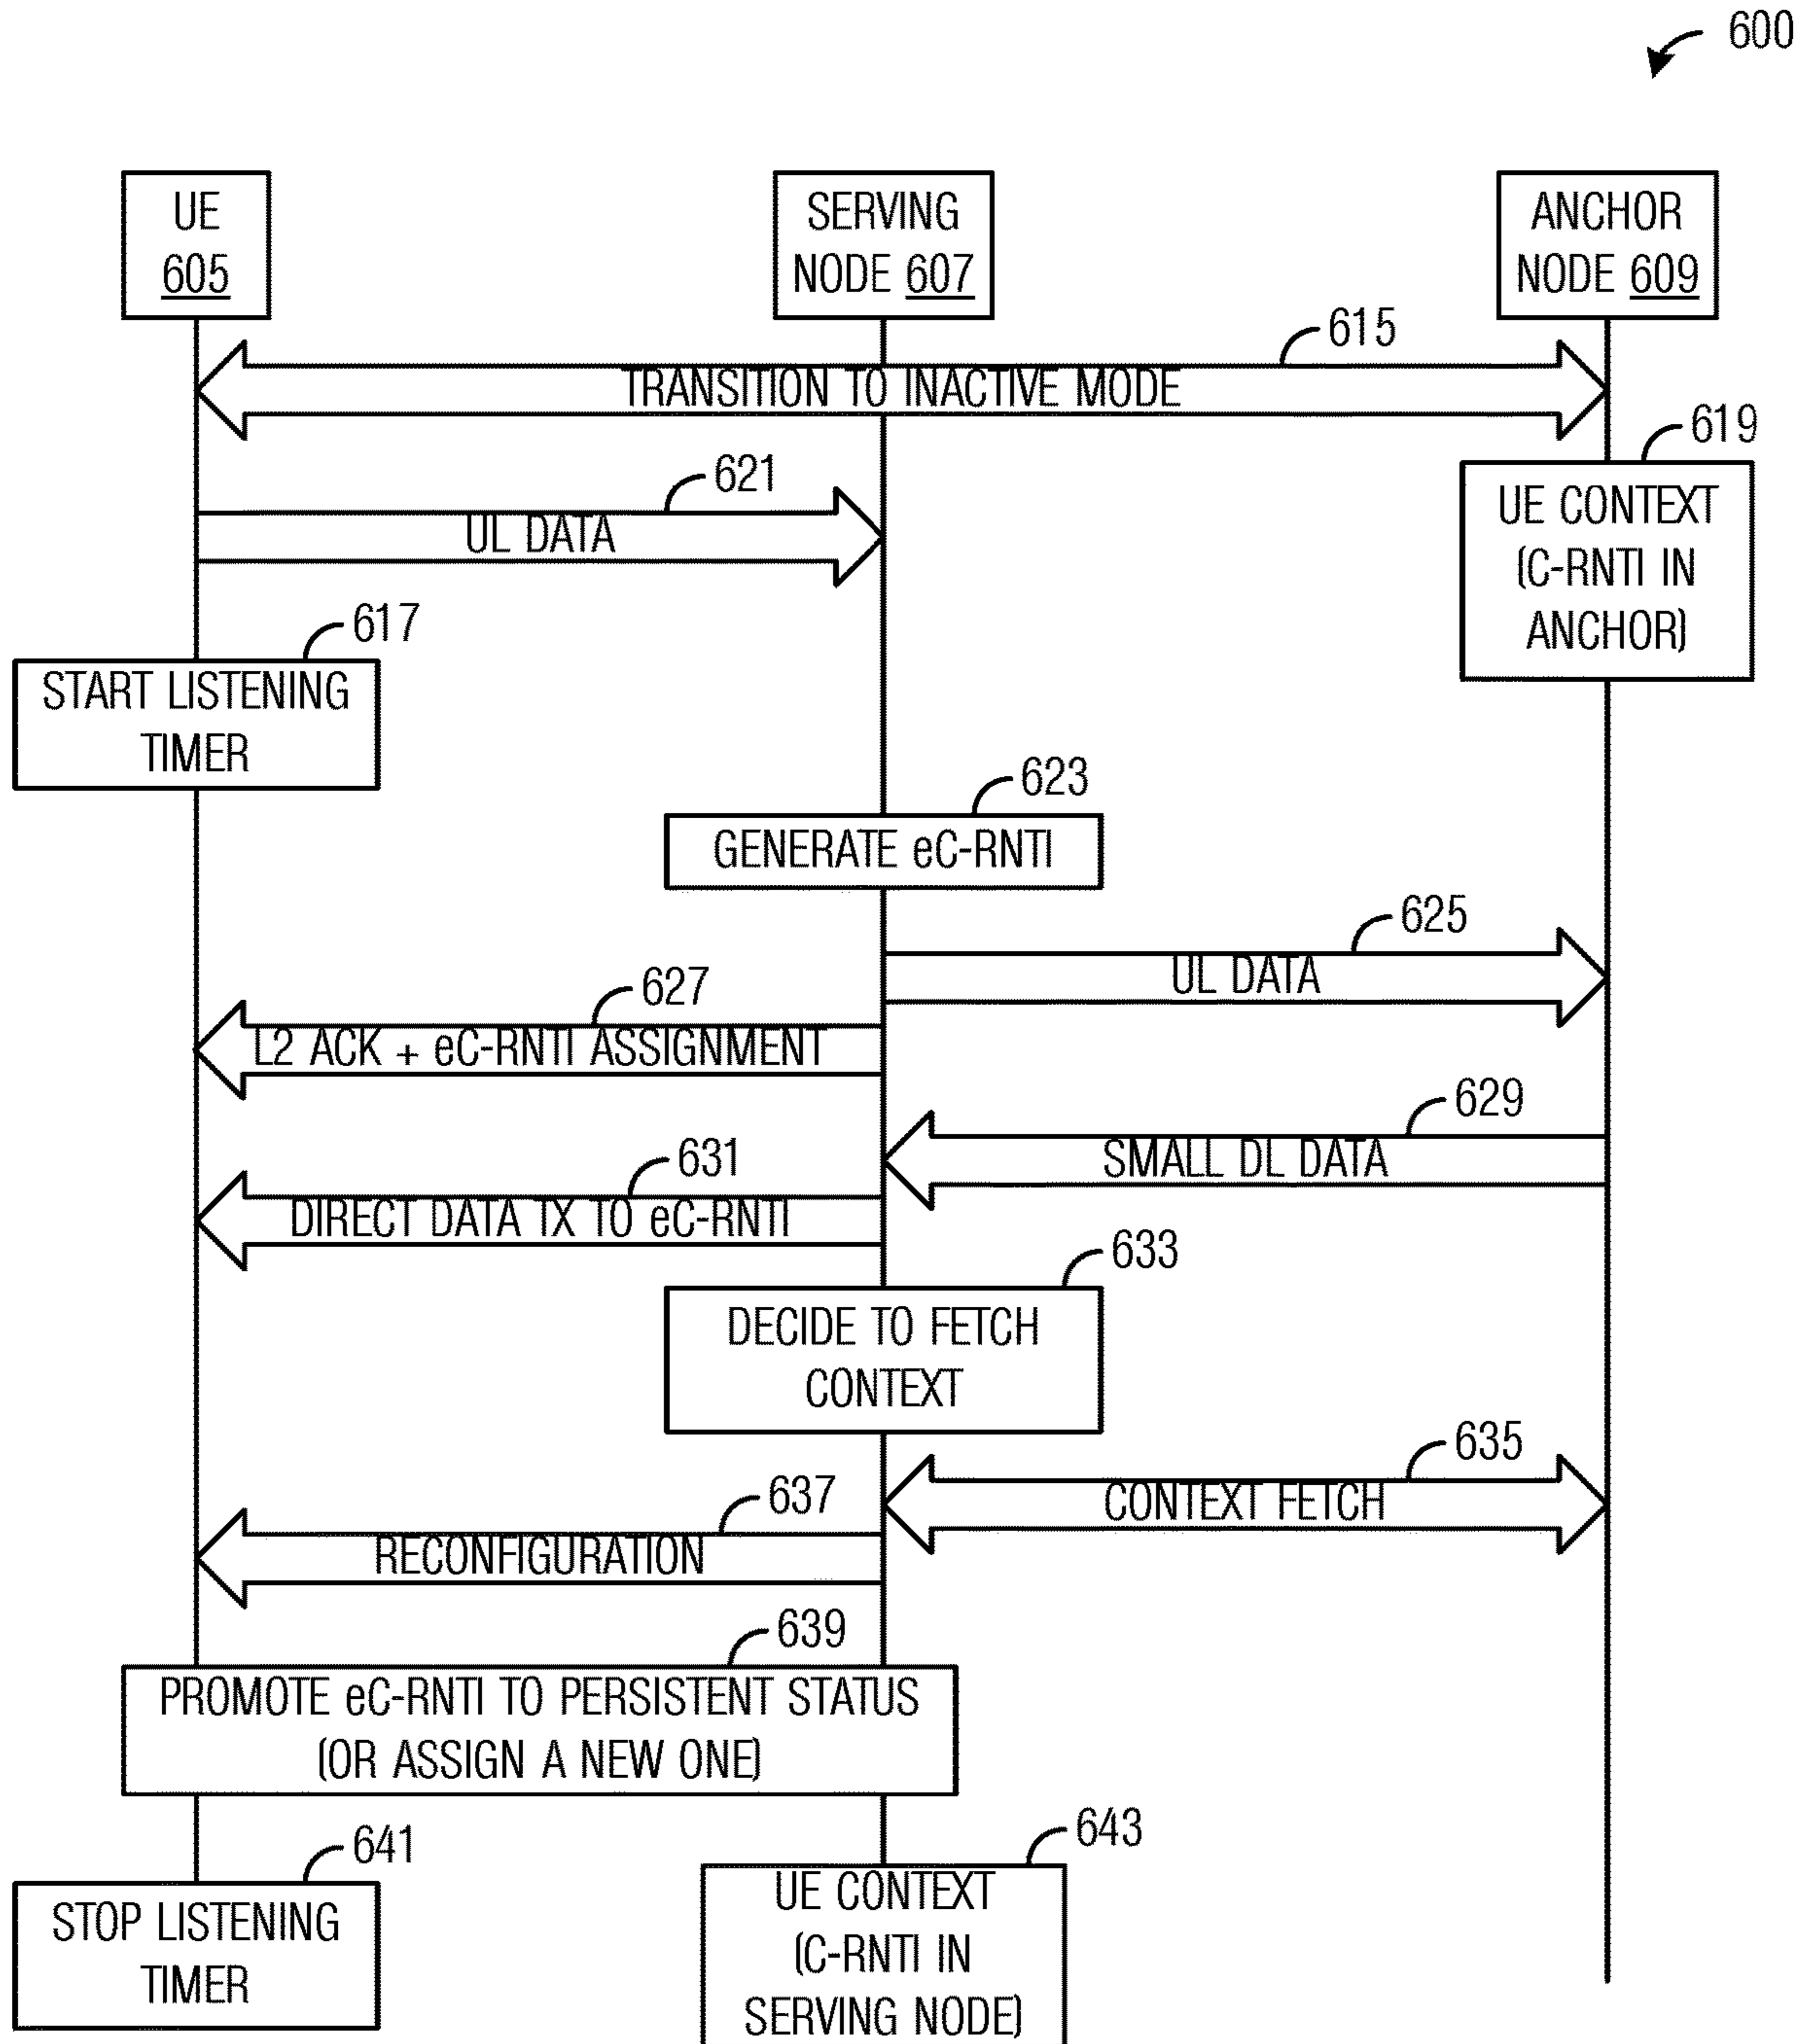 600
UE
605
SERVING
NODE 607
ANCHOR
NODE 609
615
TRANSITION TO INACTIVE MODE
619
UE CONTEXT
(C-RNTI IN
ANCHOR)
621
UL DATA
617
START LISTENING
TIMER
623
GENERATE eC-RNTI
625
UL DATA
627
L2 ACK + eC-RNTI ASSIGNMENT
629
SMALL DL DATA
631
DIRECT DATA TX TO eC-RNTI
633
DECIDE TO FETCH
CONTEXT
635
CONTEXT FETCH
637
RECONFIGURATION
639
PROMOTE eC-RNTI TO PERSISTENT STATUS
(OR ASSIGN A NEW ONE)
641
STOP LISTENING
TIMER
643
UE CONTEXT
(C-RNTI IN
SERVING NODE)